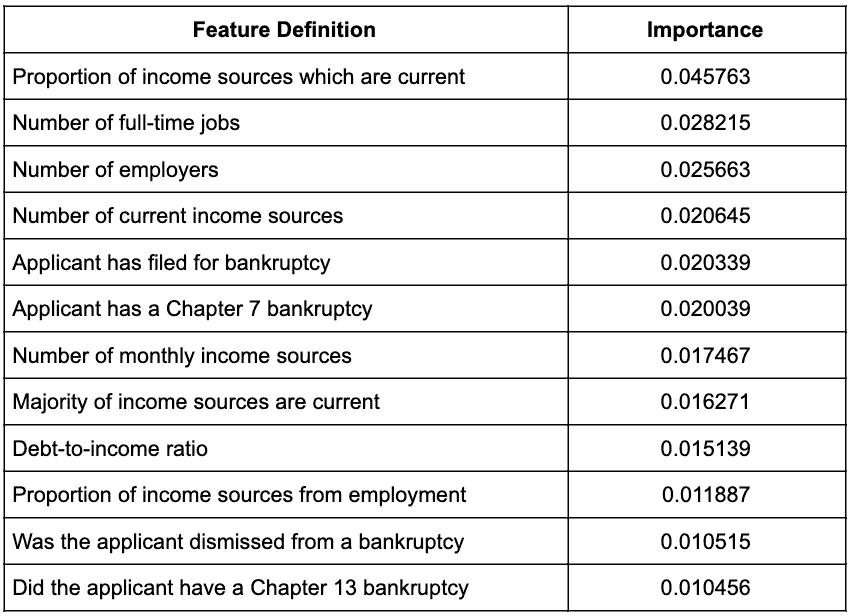 Feature Definition Importance
Proportion of income sources which are current 0.045763
Number of full-time jobs 0.028215
Number of employers 0.025663
Number of current income sources 0.020645
Applicant has filed for bankruptcy 0.020339
Applicant has a Chapter 7 bankruptcy 0.020039
Number of monthly income sources 0.017467
Majority of income sources are current 0.016271
Debt-to-income ratio 0.015139
Proportion of income sources from employment 0.011887
Was the applicant dismissed from a bankruptcy 0.010515
Did the applicant have a Chapter 13 bankruptcy 0.010456